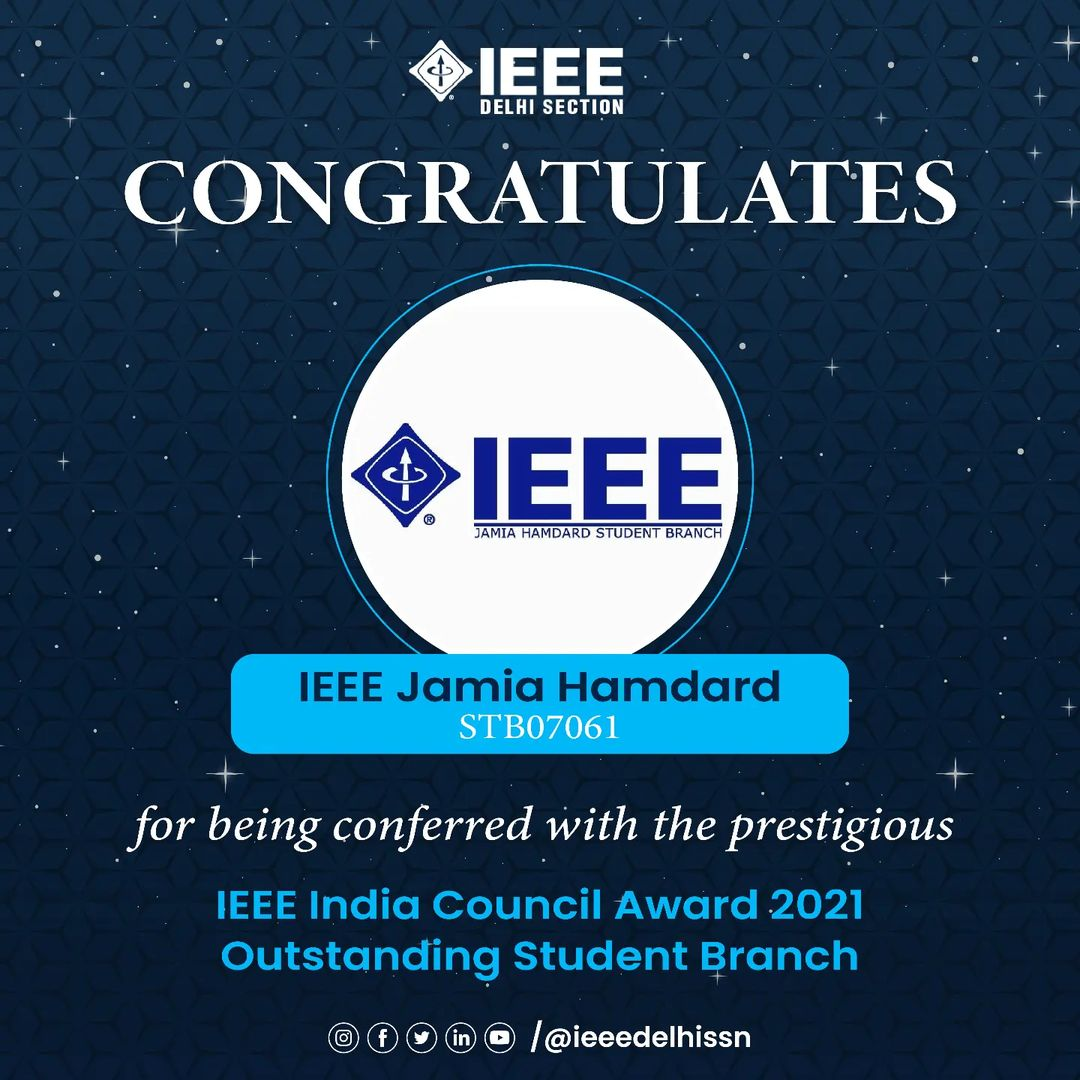 IEEE
DELHI SECTION
CONGRATULATES
IEEE
®
JAMIA HAMDARD STUDENT BRANCH
IEEE Jamia Hamdard
STB07061
for being conferred with the prestigious
IEEE India Council Award 2021
Outstanding Student Branch
/@ieeedelhissn